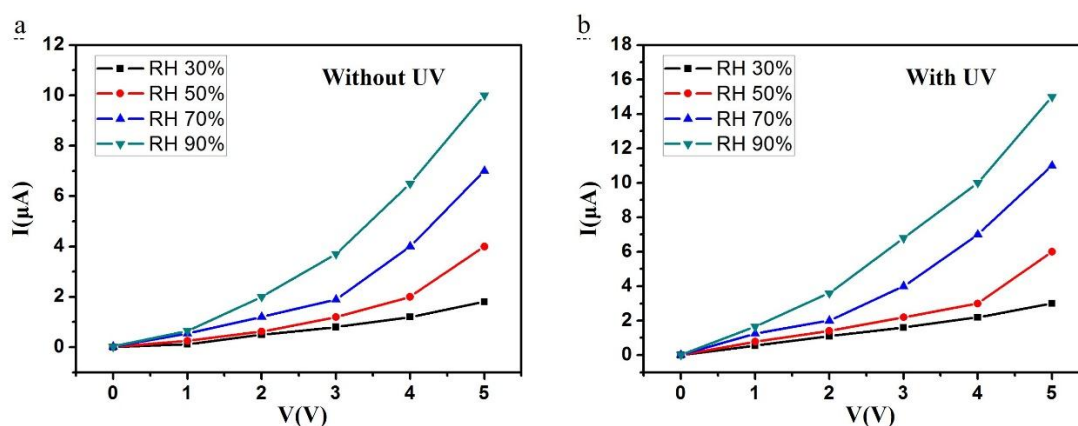 a
Without UV
RH 30%
RH 50%
RH 70%
RH 90%
I(μA)
12
10
8
6
4
2
0
0 1 2 3 4 5
V(V)
b
With UV
RH 30%
RH 50%
RH 70%
RH 90%
I(μA)
18
16
14
12
10
8
6
4
2
0
0 1 2 3 4 5
V(V)